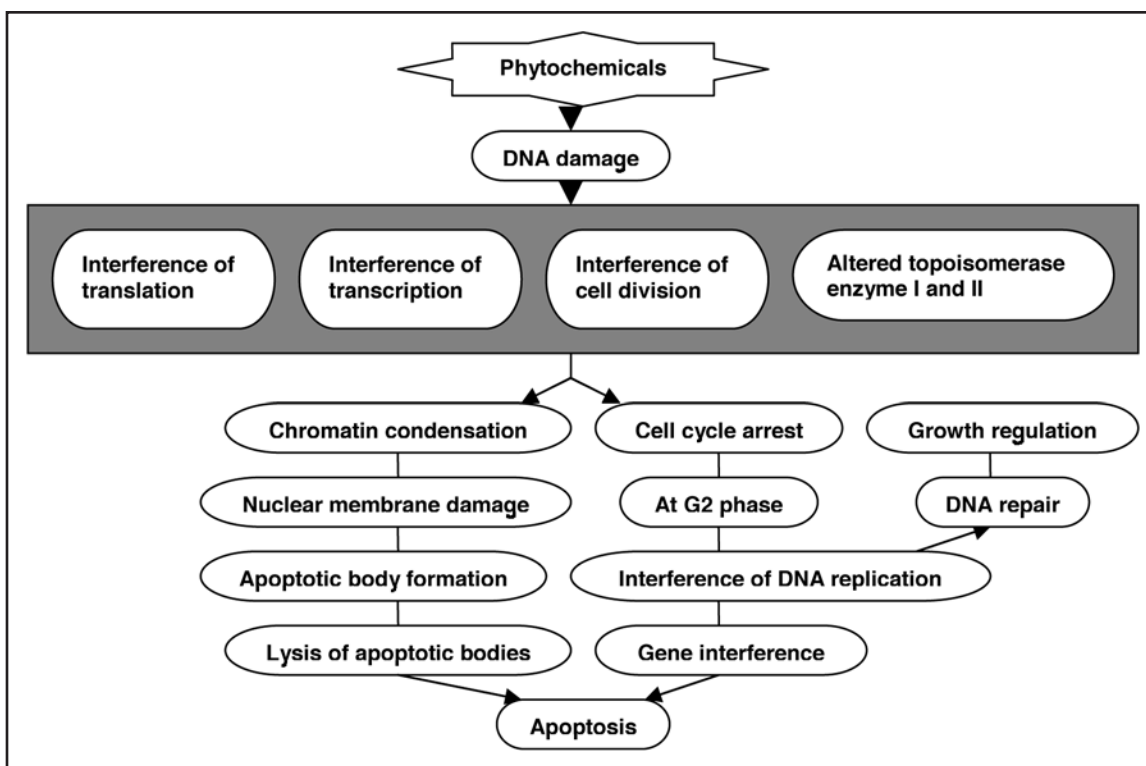 Phytochemicals
DNA damage
Interference of
translation
Interference of
transcription
Interference of
cell division
Altered topoisomerase
enzyme I and II
Chromatin condensation
Cell cycle arrest
Growth regulation
Nuclear membrane damage
At G2 phase
DNA repair
Apoptotic body formation
Interference of DNA replication
Lysis of apoptotic bodies
Gene interference
Apoptosis